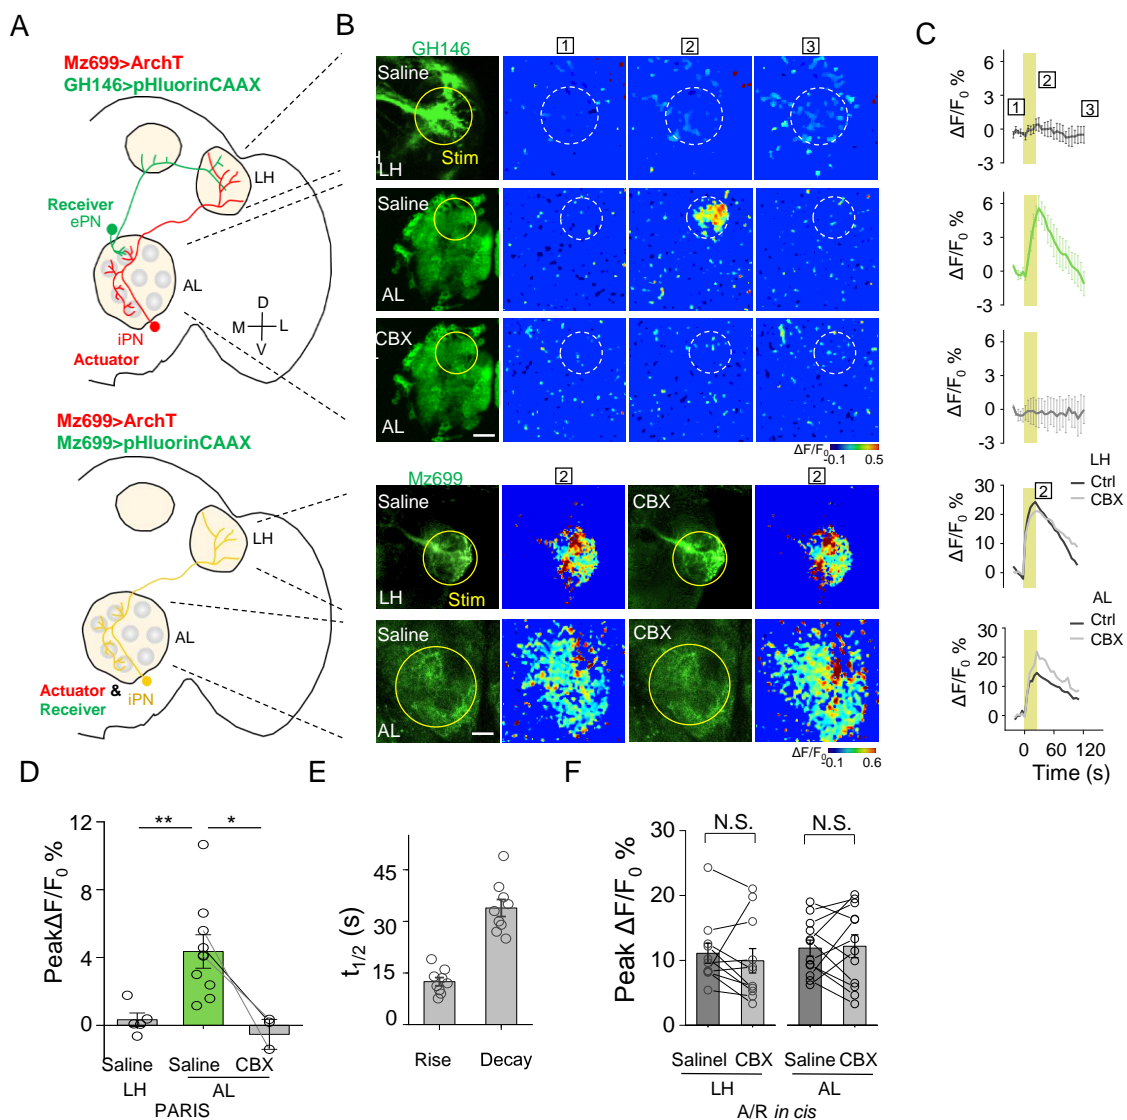 A
B
C
Mz699>ArchT
GH146>pHluorinCAAX
LH
Receiver
ePN
AL
D
M
L
V
iPN
Actuator
GH146
1
2
3
Saline
Stim
LH
Saline
AL
CBX
AL
ΔF/F0
-0.1
0.5
6
3
0
-3
ΔF/F0 %
1
2
3
6
3
0
-3
ΔF/F0 %
6
3
0
-3
ΔF/F0 %
Mz699>ArchT
Mz699>pHluorinCAAX
LH
AL
Actuator &
Receiver
iPN
Mz699
2
2
Saline
CBX
LH
Stim
Saline
CBX
AL
ΔF/F0
-0.1
0.6
LH
Ctrl
CBX
30
20
10
0
ΔF/F0 %
2
AL
Ctrl
CBX
30
20
10
0
ΔF/F0 %
0
60
120
Time (s)
D
12
8
4
0
PeakΔF/F0 %
**
*
Saline
Saline
CBX
LH
AL
PARIS
E
45
30
15
0
t1/2 (s)
Rise
Decay
F
30
20
10
0
Peak ΔF/F0 %
N.S.
N.S.
Salinel
CBX
Saline
CBX
LH
AL
A/R in cis